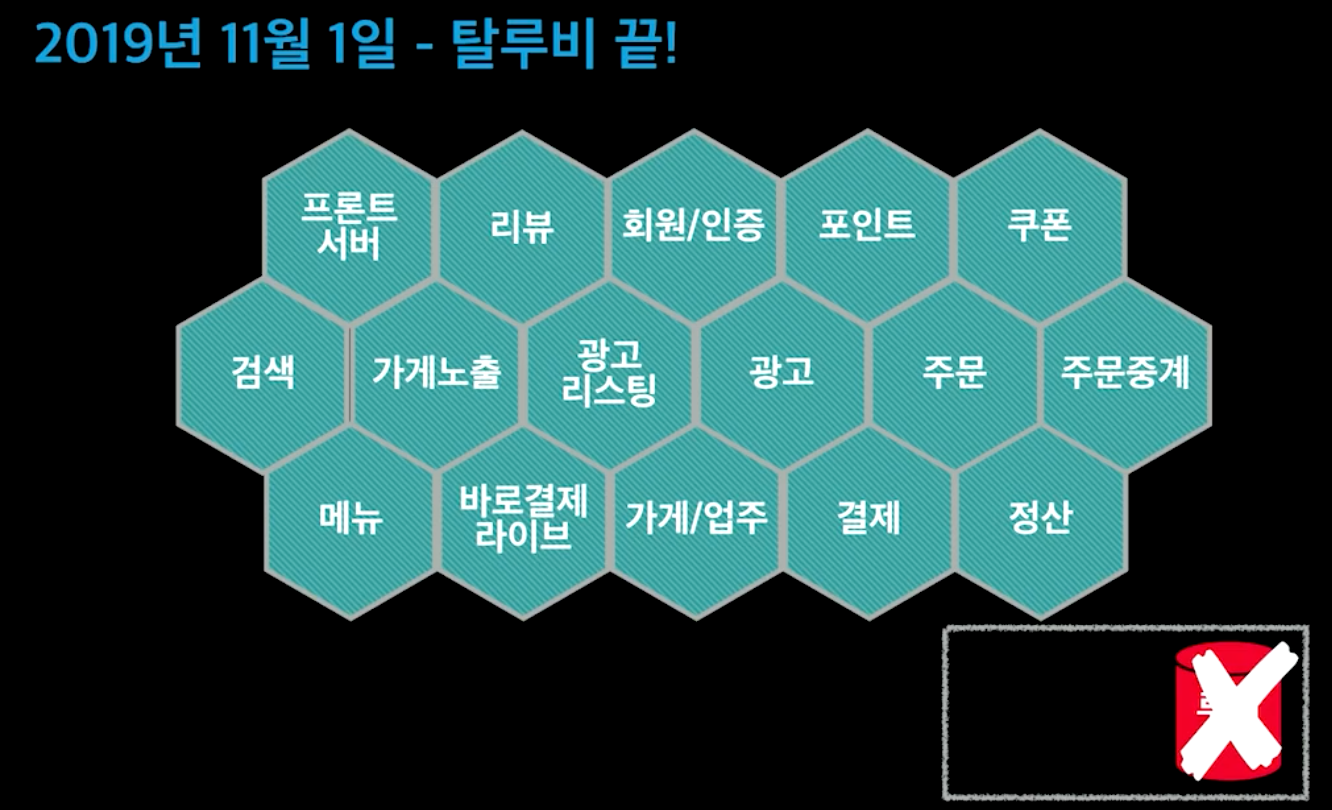 2019년 11월 1일 - 탈루비 끝!
프론트
서버
리뷰
회원/인증
포인트
쿠폰
검색
가게노출
광고
리스팅
광고
주문
주문중계
메뉴
바로결제
라이브
가게/업주
결제
정산